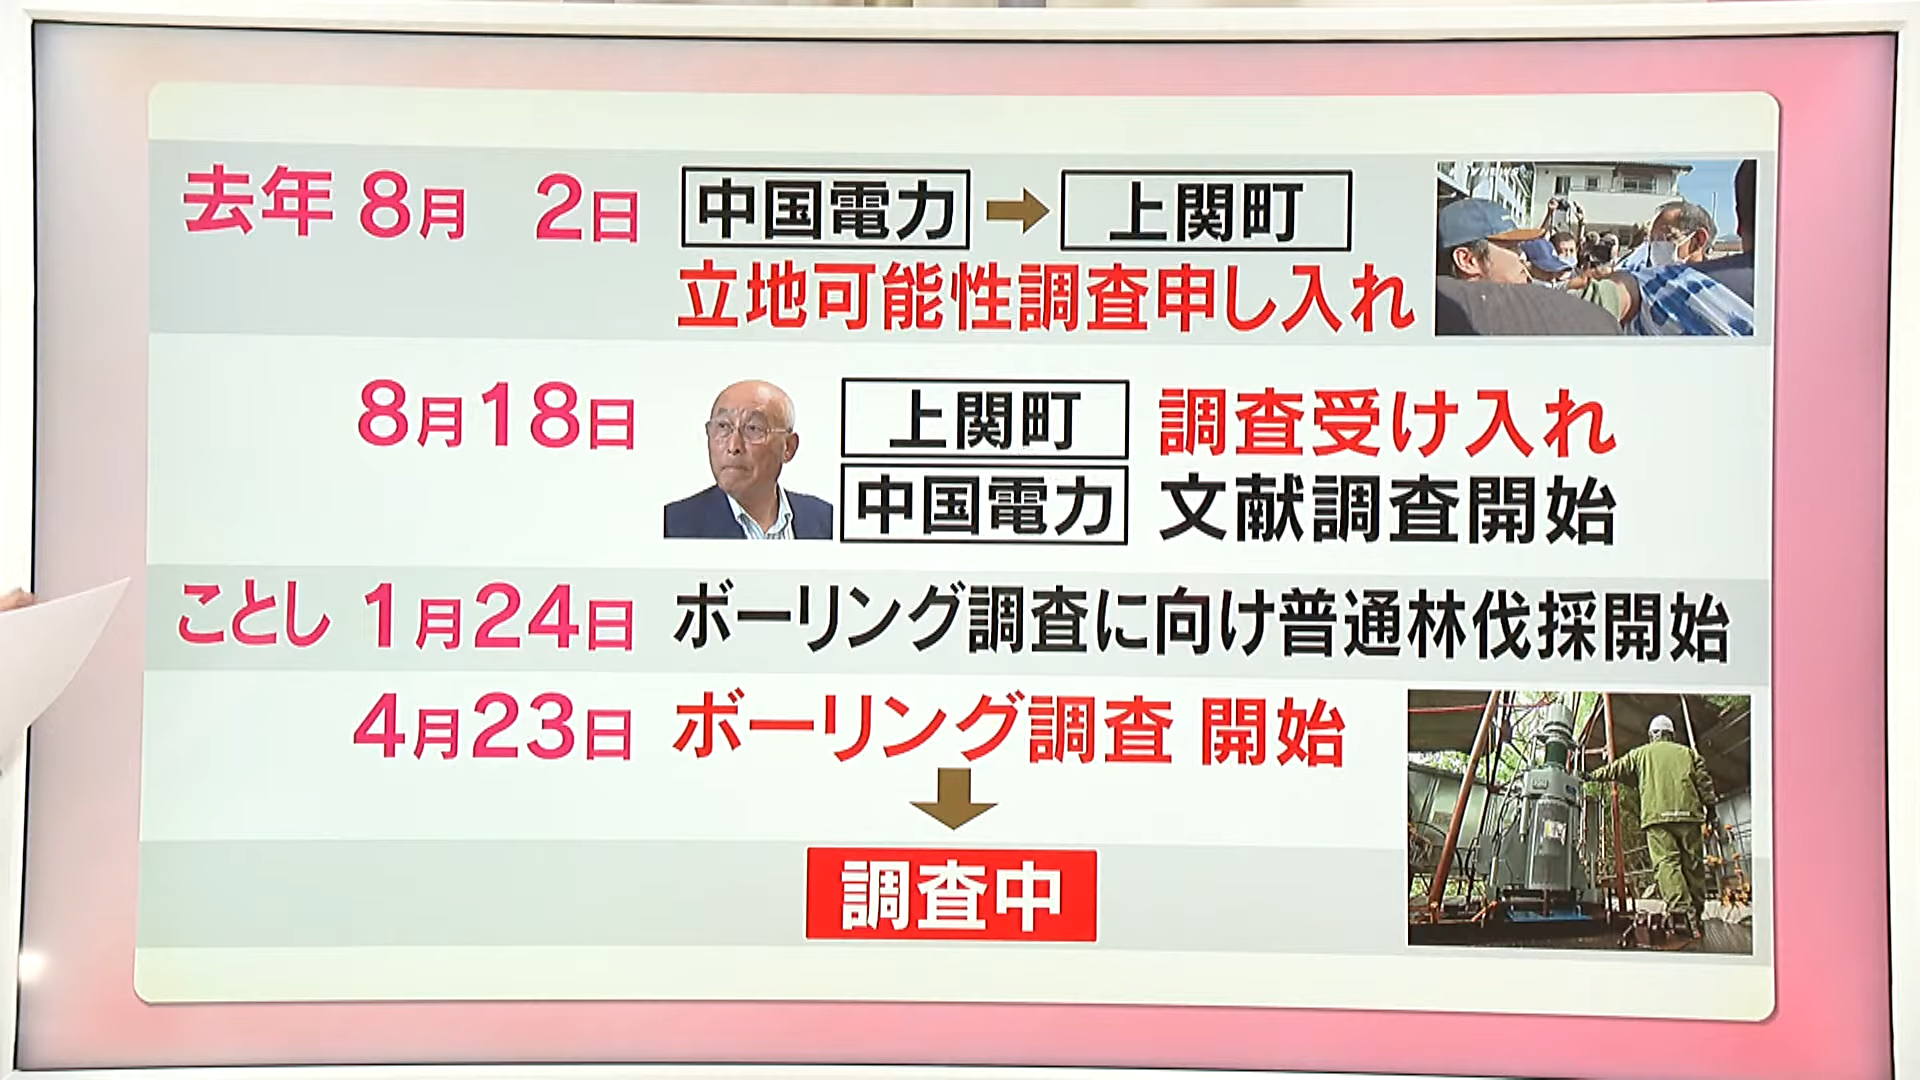 去年 8月 2日 中国電力 → 上関町
立地可能性調査申し入れ
8月18日 上関町 調査受け入れ
中国電力 文献調査開始
ことし 1月24日 ボーリング調査に向け普通林伐採開始
4月23日 ボーリング調査 開始
調査中